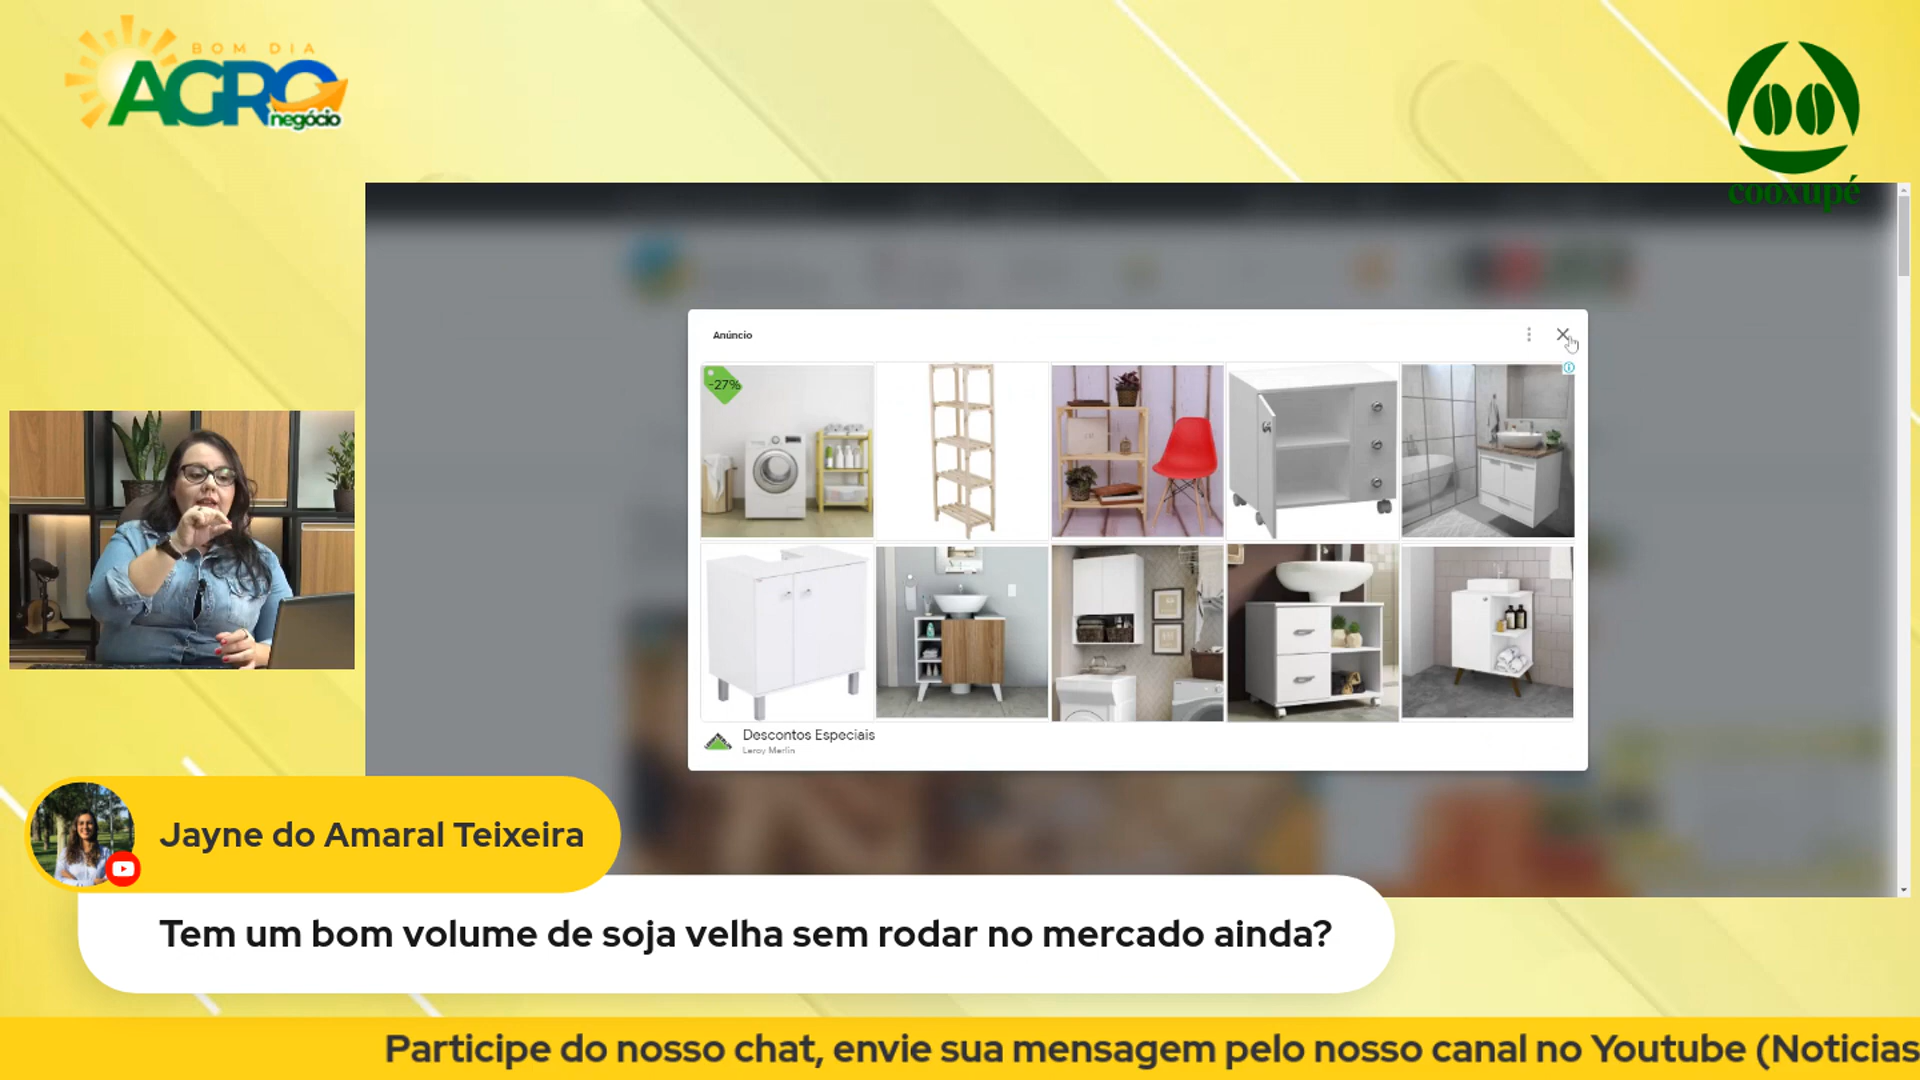 BOM DIA
AGRO
negócio
cooxupé
Anúncio
-27%
Descontos Especiais
Leroy Merlin
Jayne do Amaral Teixeira
Tem um bom volume de soja velha sem rodar no mercado ainda?
Participe do nosso chat, envie sua mensagem pelo nosso canal no Youtube (Noticias